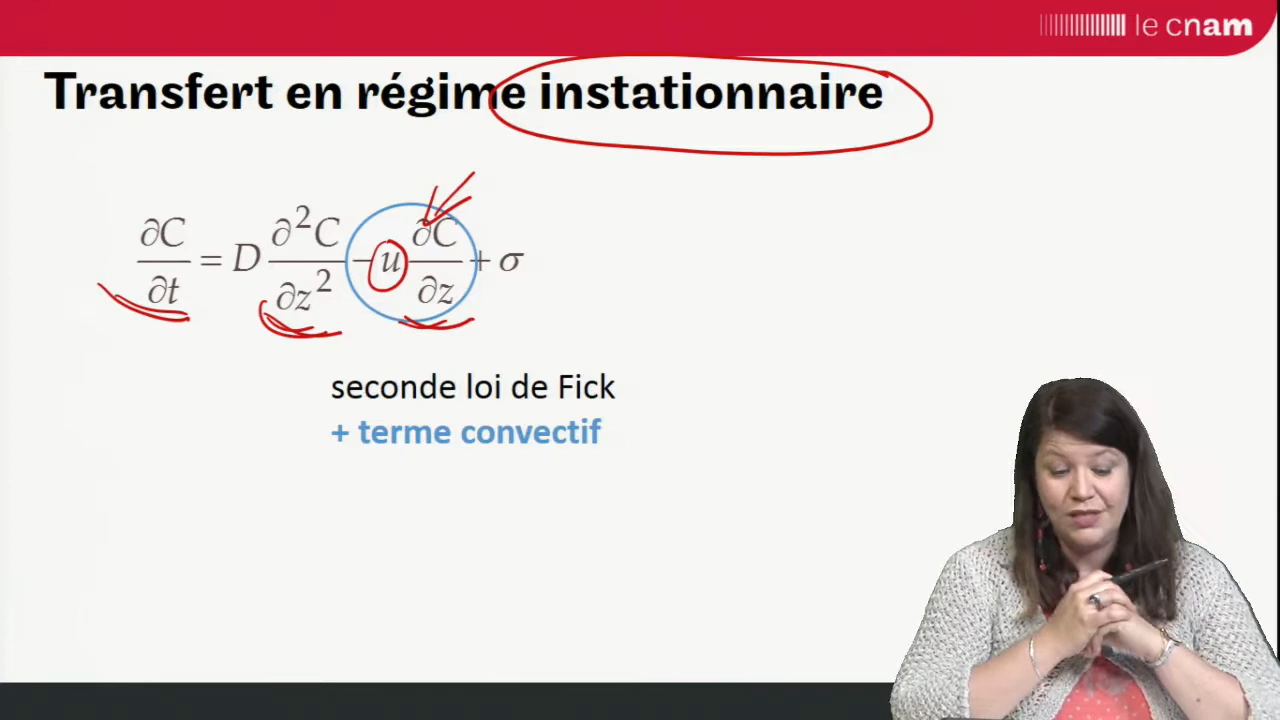 le cnam
Transfert en régime instationnaire
∂C/∂t = D ∂²C/∂z² − u ∂C/∂z + σ
seconde loi de Fick
+ terme convectif